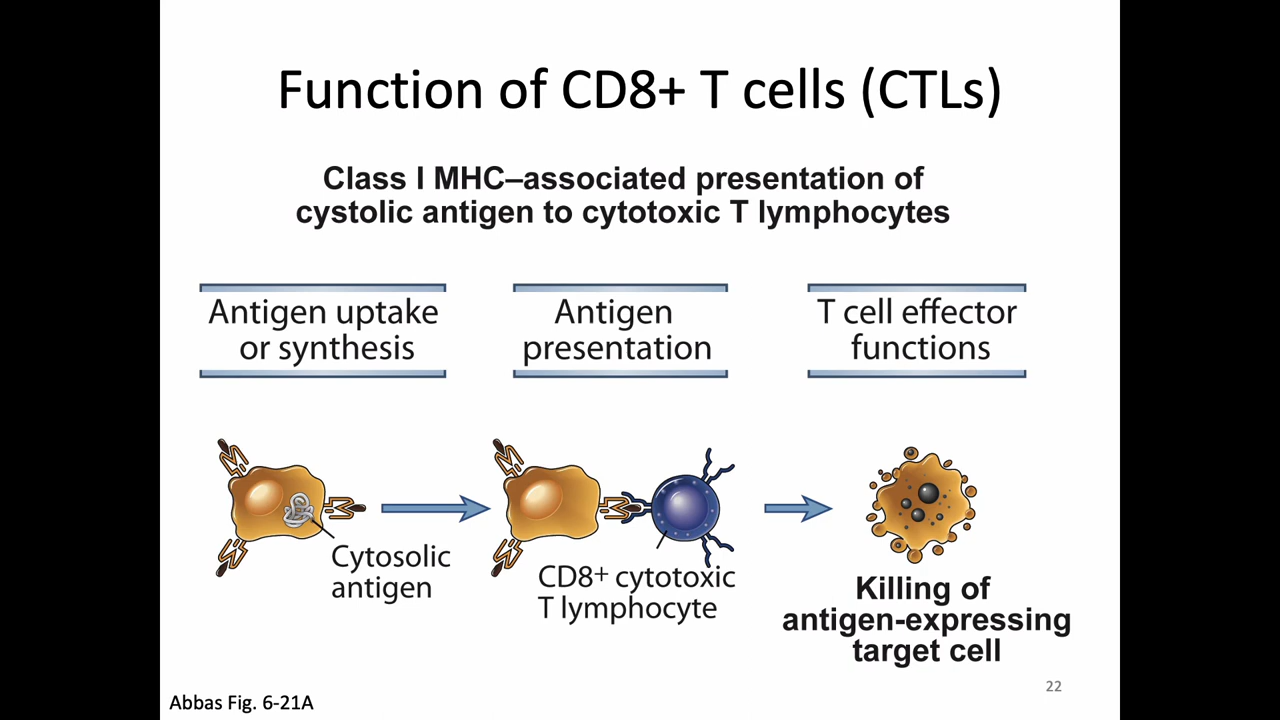 Function of CD8+ T cells (CTLs)
Class I MHC–associated presentation of
cystolic antigen to cytotoxic T lymphocytes
Antigen uptake
or synthesis
Antigen
presentation
T cell effector
functions
Cytosolic
antigen
CD8+ cytotoxic
T lymphocyte
Killing of
antigen-expressing
target cell
22
Abbas Fig. 6-21A